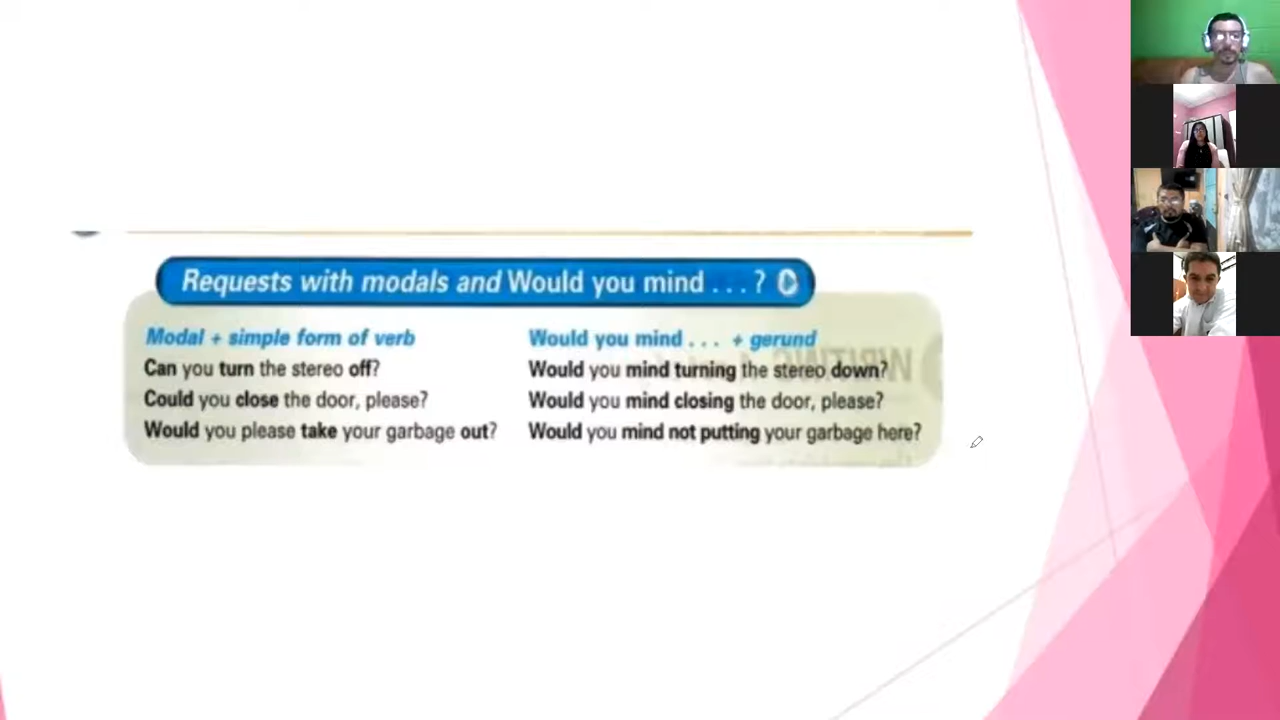 Requests with modals and Would you mind . . . ?
Modal + simple form of verb
Can you turn the stereo off?
Could you close the door, please?
Would you please take your garbage out?
Would you mind . . . + gerund
Would you mind turning the stereo down?
Would you mind closing the door, please?
Would you mind not putting your garbage here?
WRITING